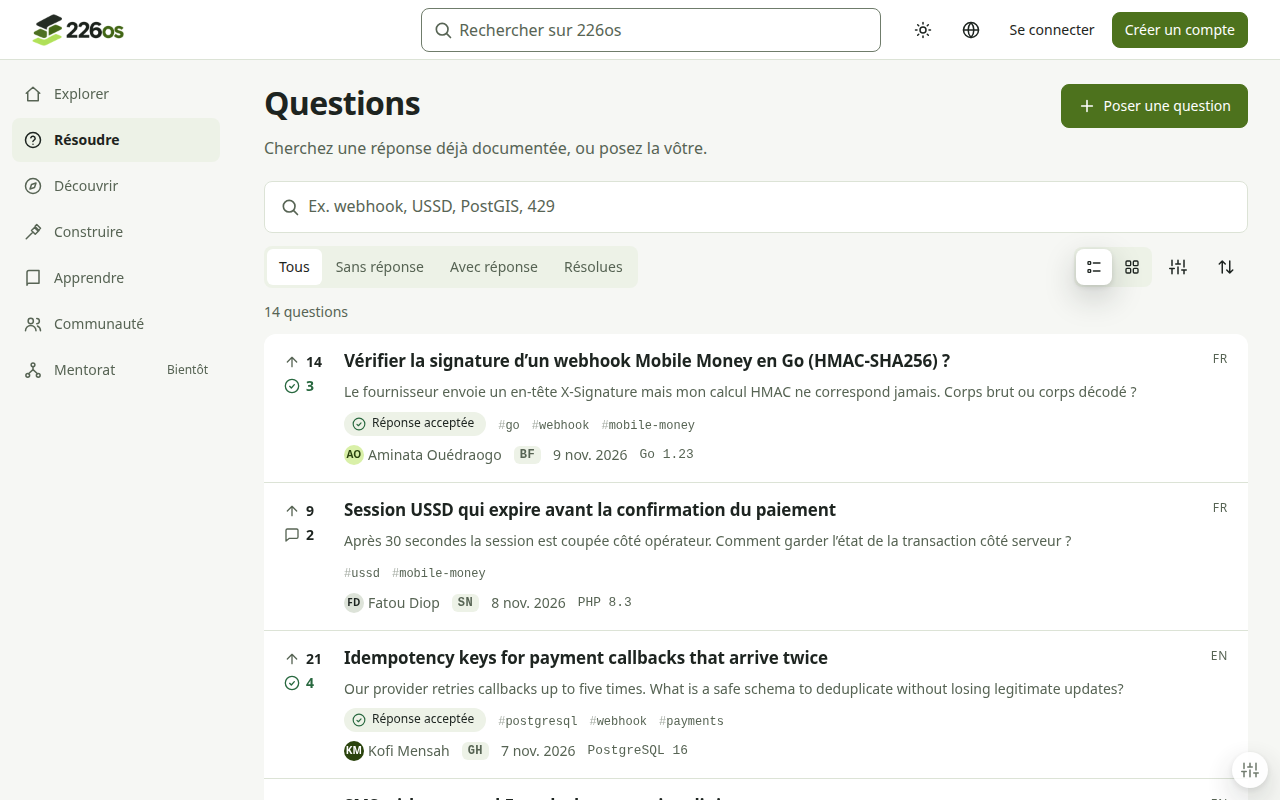 226os
Rechercher sur 226os
Se connecter
Créer un compte
Explorer
Résoudre
Découvrir
Construire
Apprendre
Communauté
Mentorat
Bientôt
Questions
Poser une question
Cherchez une réponse déjà documentée, ou posez la vôtre.
Ex. webhook, USSD, PostGIS, 429
Tous
Sans réponse
Avec réponse
Résolues
14 questions
14
3
Vérifier la signature d’un webhook Mobile Money en Go (HMAC-SHA256) ?
FR
Le fournisseur envoie un en-tête X-Signature mais mon calcul HMAC ne correspond jamais. Corps brut ou corps décodé ?
Réponse acceptée #go #webhook #mobile-money
AO Aminata Ouédraogo BF 9 nov. 2026 Go 1.23
9
2
Session USSD qui expire avant la confirmation du paiement
FR
Après 30 secondes la session est coupée côté opérateur. Comment garder l’état de la transaction côté serveur ?
#ussd #mobile-money
FD Fatou Diop SN 8 nov. 2026 PHP 8.3
21
4
Idempotency keys for payment callbacks that arrive twice
EN
Our provider retries callbacks up to five times. What is a safe schema to deduplicate without losing legitimate updates?
Réponse acceptée #postgresql #webhook #payments
KM Kofi Mensah GH 7 nov. 2026 PostgreSQL 16